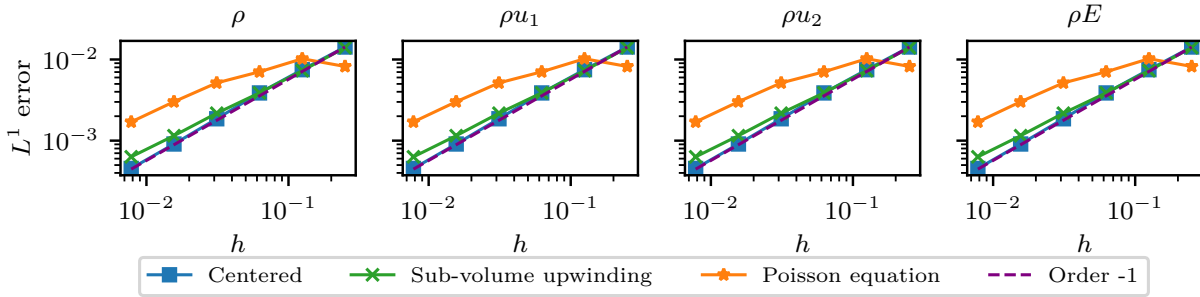 ρ ρu₁ ρu₂ ρE
L¹ error
10⁻²
10⁻³
10⁻² 10⁻¹ 10⁻² 10⁻¹ 10⁻² 10⁻¹ 10⁻² 10⁻¹
h h h h
Centered Sub-volume upwinding Poisson equation Order -1